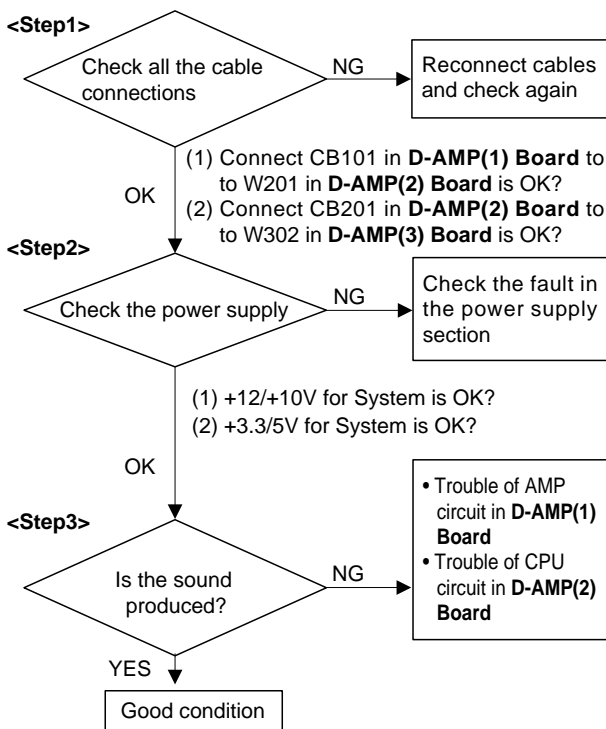 <Step1>
Check all the cable
connections
NG
Reconnect cables
and check again
OK
(1) Connect CB101 in D-AMP(1) Board to
to W201 in D-AMP(2) Board is OK?
(2) Connect CB201 in D-AMP(2) Board to
to W302 in D-AMP(3) Board is OK?
<Step2>
Check the power supply
NG
Check the fault in
the power supply
section
(1) +12/+10V for System is OK?
(2) +3.3/5V for System is OK?
OK
<Step3>
Is the sound
produced?
NG
• Trouble of AMP
circuit in D-AMP(1)
Board
• Trouble of CPU
circuit in D-AMP(2)
Board
YES
Good condition